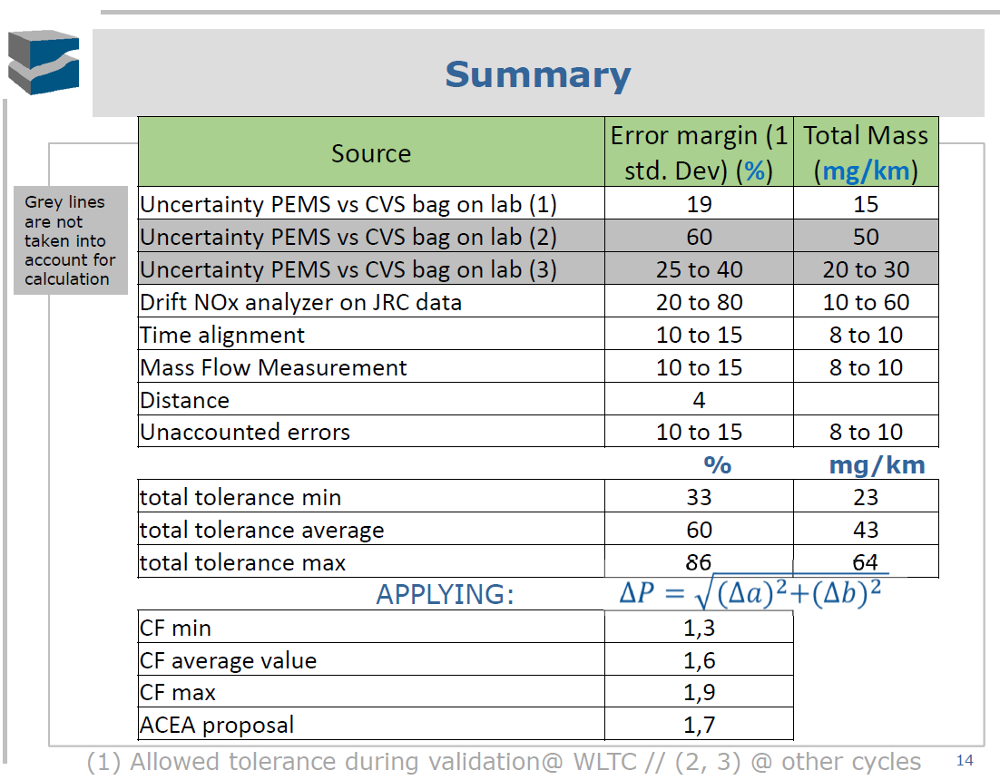 Summary
Source Error margin (1 std. Dev) (%) Total Mass (mg/km)
Grey lines
are not
taken into
account for
calculation
Uncertainty PEMS vs CVS bag on lab (1) 19 15
Uncertainty PEMS vs CVS bag on lab (2) 60 50
Uncertainty PEMS vs CVS bag on lab (3) 25 to 40 20 to 30
Drift NOx analyzer on JRC data 20 to 80 10 to 60
Time alignment 10 to 15 8 to 10
Mass Flow Measurement 10 to 15 8 to 10
Distance 4
Unaccounted errors 10 to 15 8 to 10
% mg/km
total tolerance min 33 23
total tolerance average 60 43
total tolerance max 86 64
APPLYING: ΔP = √(Δa)²+(Δb)²
CF min 1,3
CF average value 1,6
CF max 1,9
ACEA proposal 1,7
(1) Allowed tolerance during validation@ WLTC // (2, 3) @ other cycles 14